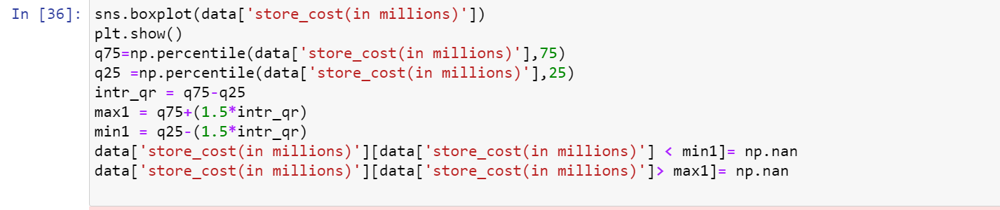 In [36]: sns.boxplot(data['store_cost(in millions)'])
plt.show()
q75=np.percentile(data['store_cost(in millions)'],75)
q25 =np.percentile(data['store_cost(in millions)'],25)
intr_qr = q75-q25
max1 = q75+(1.5*intr_qr)
min1 = q25-(1.5*intr_qr)
data['store_cost(in millions)'][data['store_cost(in millions)'] < min1]= np.nan
data['store_cost(in millions)'][data['store_cost(in millions)']> max1]= np.nan